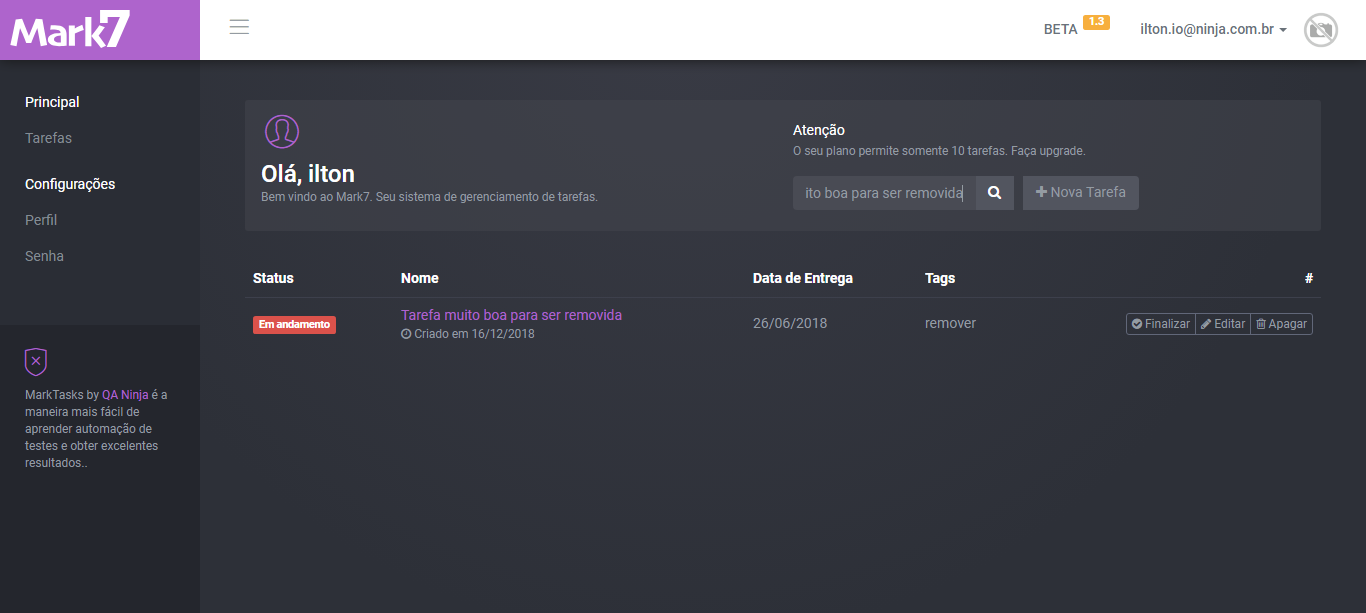 Mark7
BETA 1.3
ilton.io@ninja.com.br
Principal
Tarefas
Configurações
Perfil
Senha
MarkTasks by QA Ninja é a
maneira mais fácil de
aprender automação de
testes e obter excelentes
resultados..
Olá, ilton
Bem vindo ao Mark7. Seu sistema de gerenciamento de tarefas.
Atenção
O seu plano permite somente 10 tarefas. Faça upgrade.
ito boa para ser removida
Nova Tarefa
Status Nome Data de Entrega Tags #
Em andamento
Tarefa muito boa para ser removida
Criado em 16/12/2018
26/06/2018
remover
Finalizar Editar Apagar